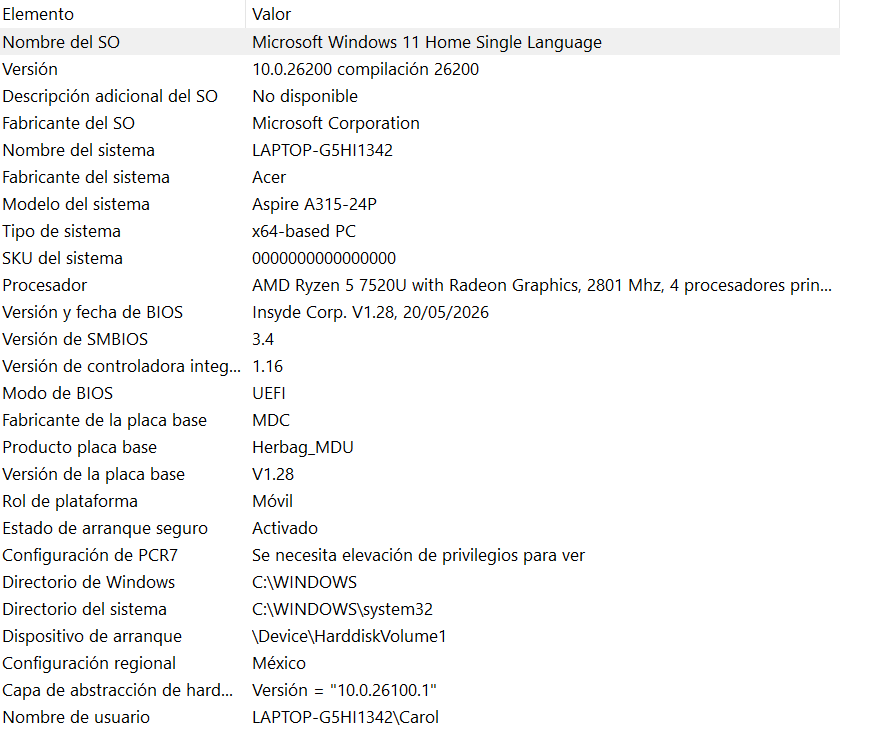 Elemento Valor
Nombre del SO Microsoft Windows 11 Home Single Language
Versión 10.0.26200 compilación 26200
Descripción adicional del SO No disponible
Fabricante del SO Microsoft Corporation
Nombre del sistema LAPTOP-G5HI1342
Fabricante del sistema Acer
Modelo del sistema Aspire A315-24P
Tipo de sistema x64-based PC
SKU del sistema 0000000000000000
Procesador AMD Ryzen 5 7520U with Radeon Graphics, 2801 Mhz, 4 procesadores prin...
Versión y fecha de BIOS Insyde Corp. V1.28, 20/05/2026
Versión de SMBIOS 3.4
Versión de controladora integ... 1.16
Modo de BIOS UEFI
Fabricante de la placa base MDC
Producto placa base Herbag_MDU
Versión de la placa base V1.28
Rol de plataforma Móvil
Estado de arranque seguro Activado
Configuración de PCR7 Se necesita elevación de privilegios para ver
Directorio de Windows C:\WINDOWS
Directorio del sistema C:\WINDOWS\system32
Dispositivo de arranque \Device\HarddiskVolume1
Configuración regional México
Capa de abstracción de hard... Versión = "10.0.26100.1"
Nombre de usuario LAPTOP-G5HI1342\Carol